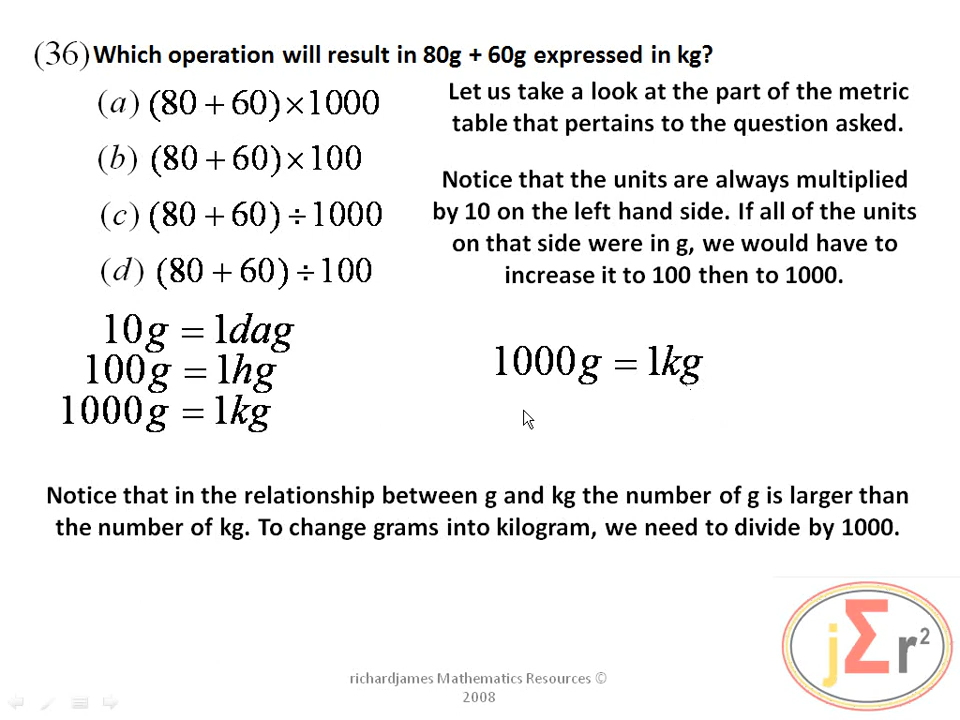 (36) Which operation will result in 80g + 60g expressed in kg?
(a) (80 + 60) × 1000
(b) (80 + 60) × 100
(c) (80 + 60) ÷ 1000
(d) (80 + 60) ÷ 100
Let us take a look at the part of the metric
table that pertains to the question asked.
Notice that the units are always multiplied
by 10 on the left hand side. If all of the units
on that side were in g, we would have to
increase it to 100 then to 1000.
10g = 1dag
100g = 1hg
1000g = 1kg
1000g = 1kg
Notice that in the relationship between g and kg the number of g is larger than
the number of kg. To change grams into kilogram, we need to divide by 1000.
jΣr²
richardjames Mathematics Resources ©
2008